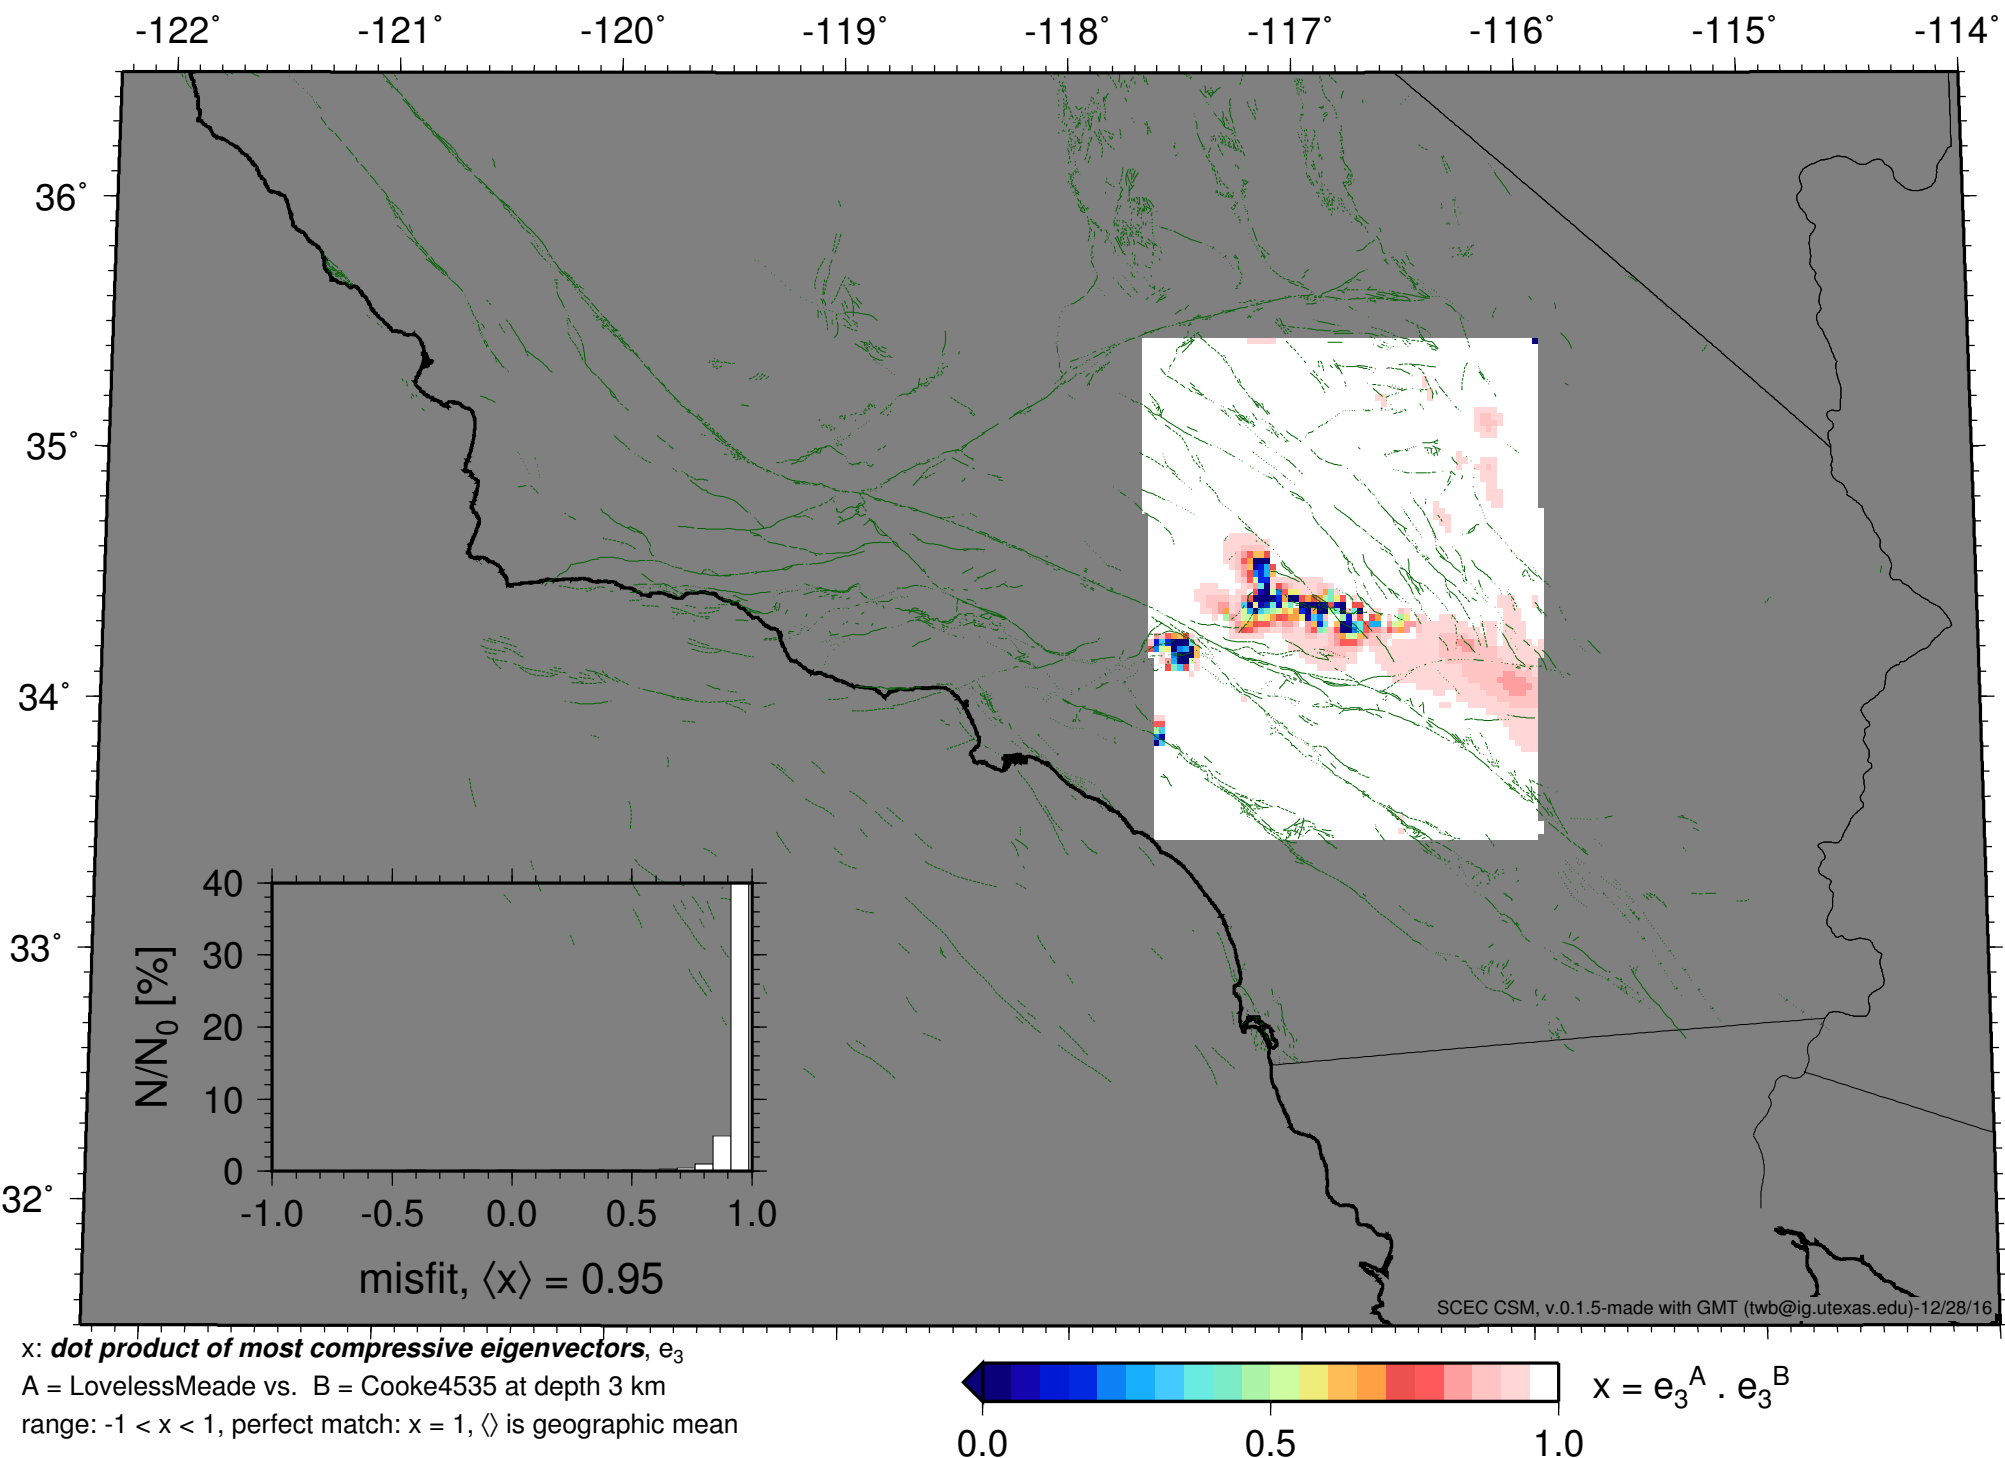 -122˚ -121˚ -120˚ -119˚ -118˚ -117˚ -116˚ -115˚ -114˚
36˚
35˚
34˚
33˚
32˚
40
30
20
10
0
N/N0 [%]
-1.0 -0.5 0.0 0.5 1.0
misfit, ⟨x⟩ = 0.95
SCEC CSM, v.0.1.5-made with GMT (twb@ig.utexas.edu)-12/28/16
x: dot product of most compressive eigenvectors, e3
A = LovelessMeade vs. B = Cooke4535 at depth 3 km
range: -1 < x < 1, perfect match: x = 1, ⟨⟩ is geographic mean
x = e3^A . e3^B
0.0 0.5 1.0